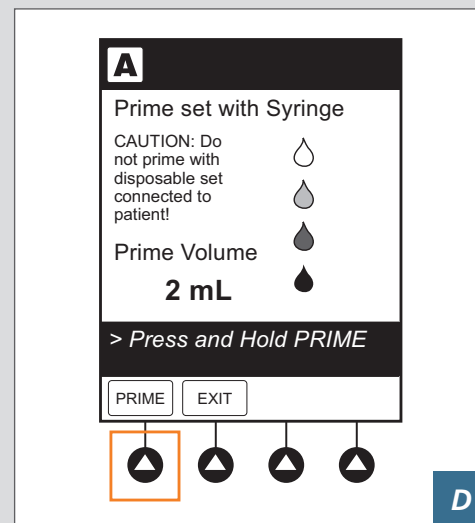 A
Prime set with Syringe
CAUTION: Do
not prime with
disposable set
connected to
patient!
Prime Volume
2 mL
> Press and Hold PRIME
PRIME EXIT
D